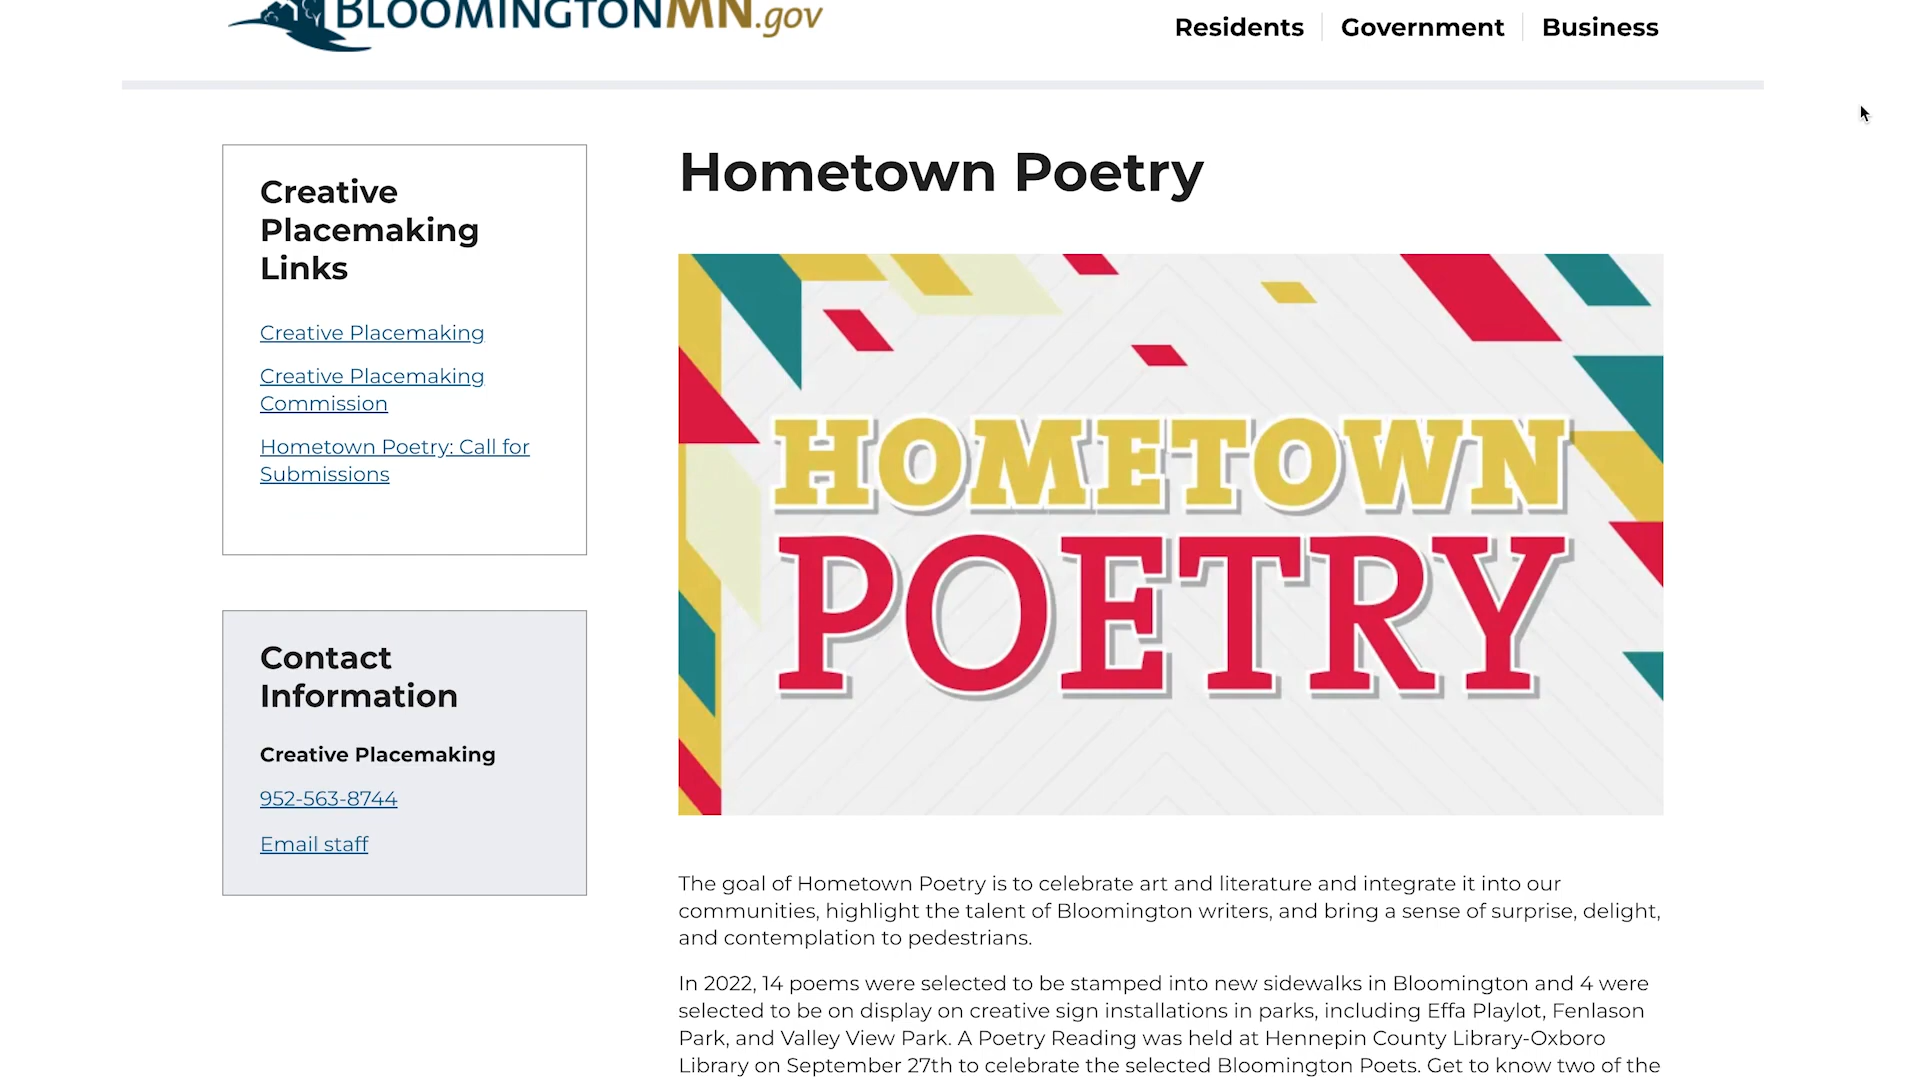 BLOOMINGTONMN.gov
Residents
Government
Business
Creative
Placemaking
Links
Creative Placemaking
Creative Placemaking
Commission
Hometown Poetry: Call for
Submissions
Contact
Information
Creative Placemaking
952-563-8744
Email staff
Hometown Poetry
HOMETOWN
POETRY
The goal of Hometown Poetry is to celebrate art and literature and integrate it into our
communities, highlight the talent of Bloomington writers, and bring a sense of surprise, delight,
and contemplation to pedestrians.
In 2022, 14 poems were selected to be stamped into new sidewalks in Bloomington and 4 were
selected to be on display on creative sign installations in parks, including Effa Playlot, Fenlason
Park, and Valley View Park. A Poetry Reading was held at Hennepin County Library-Oxboro
Library on September 27th to celebrate the selected Bloomington Poets. Get to know two of the